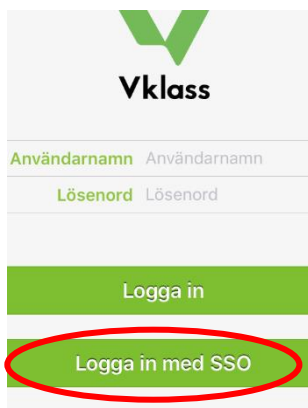 Vklass
Användarnamn Användarnamn
Lösenord Lösenord
Logga in
Logga in med SSO